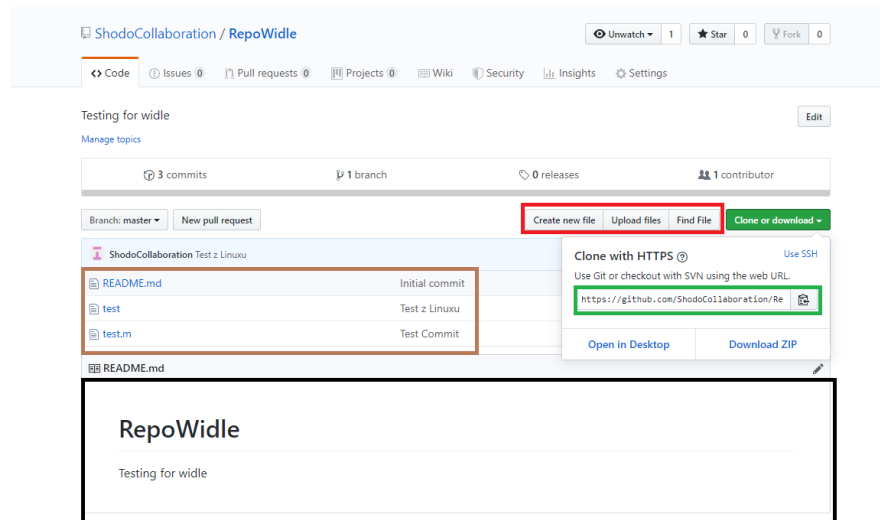 ShodoCollaboration / RepoWidle
Unwatch 1 Star 0 Fork 0
Code Issues 0 Pull requests 0 Projects 0 Wiki Security Insights Settings
Testing for widle
Edit
Manage topics
3 commits 1 branch 0 releases 1 contributor
Branch: master New pull request Create new file Upload files Find File Clone or download
ShodoCollaboration Test z Linuxu
README.md Initial commit
test Test z Linuxu
test.m Test Commit
Clone with HTTPS Use SSH
Use Git or checkout with SVN using the web URL.
https://github.com/ShodoCollaboration/Re
Open in Desktop Download ZIP
README.md
RepoWidle
Testing for widle